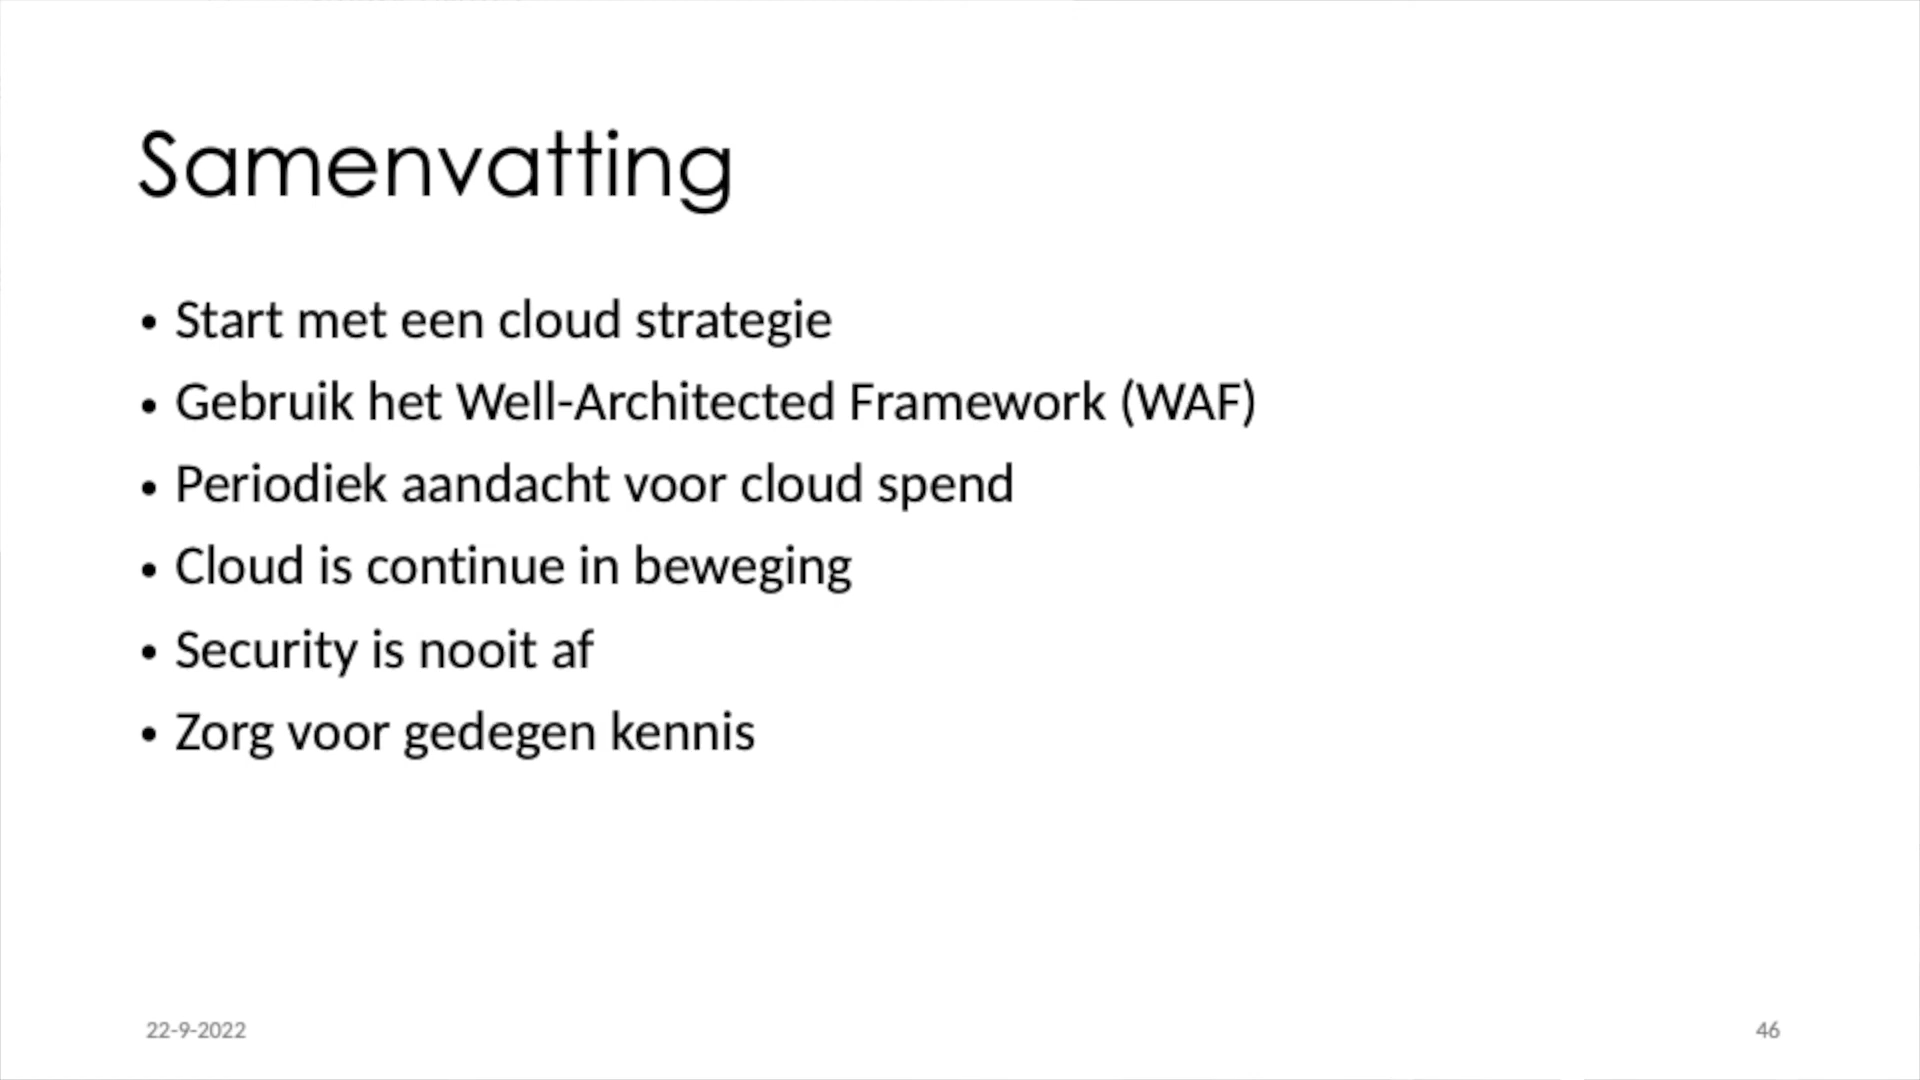 Samenvatting
• Start met een cloud strategie
• Gebruik het Well-Architected Framework (WAF)
• Periodiek aandacht voor cloud spend
• Cloud is continue in beweging
• Security is nooit af
• Zorg voor gedegen kennis
22-9-2022
46